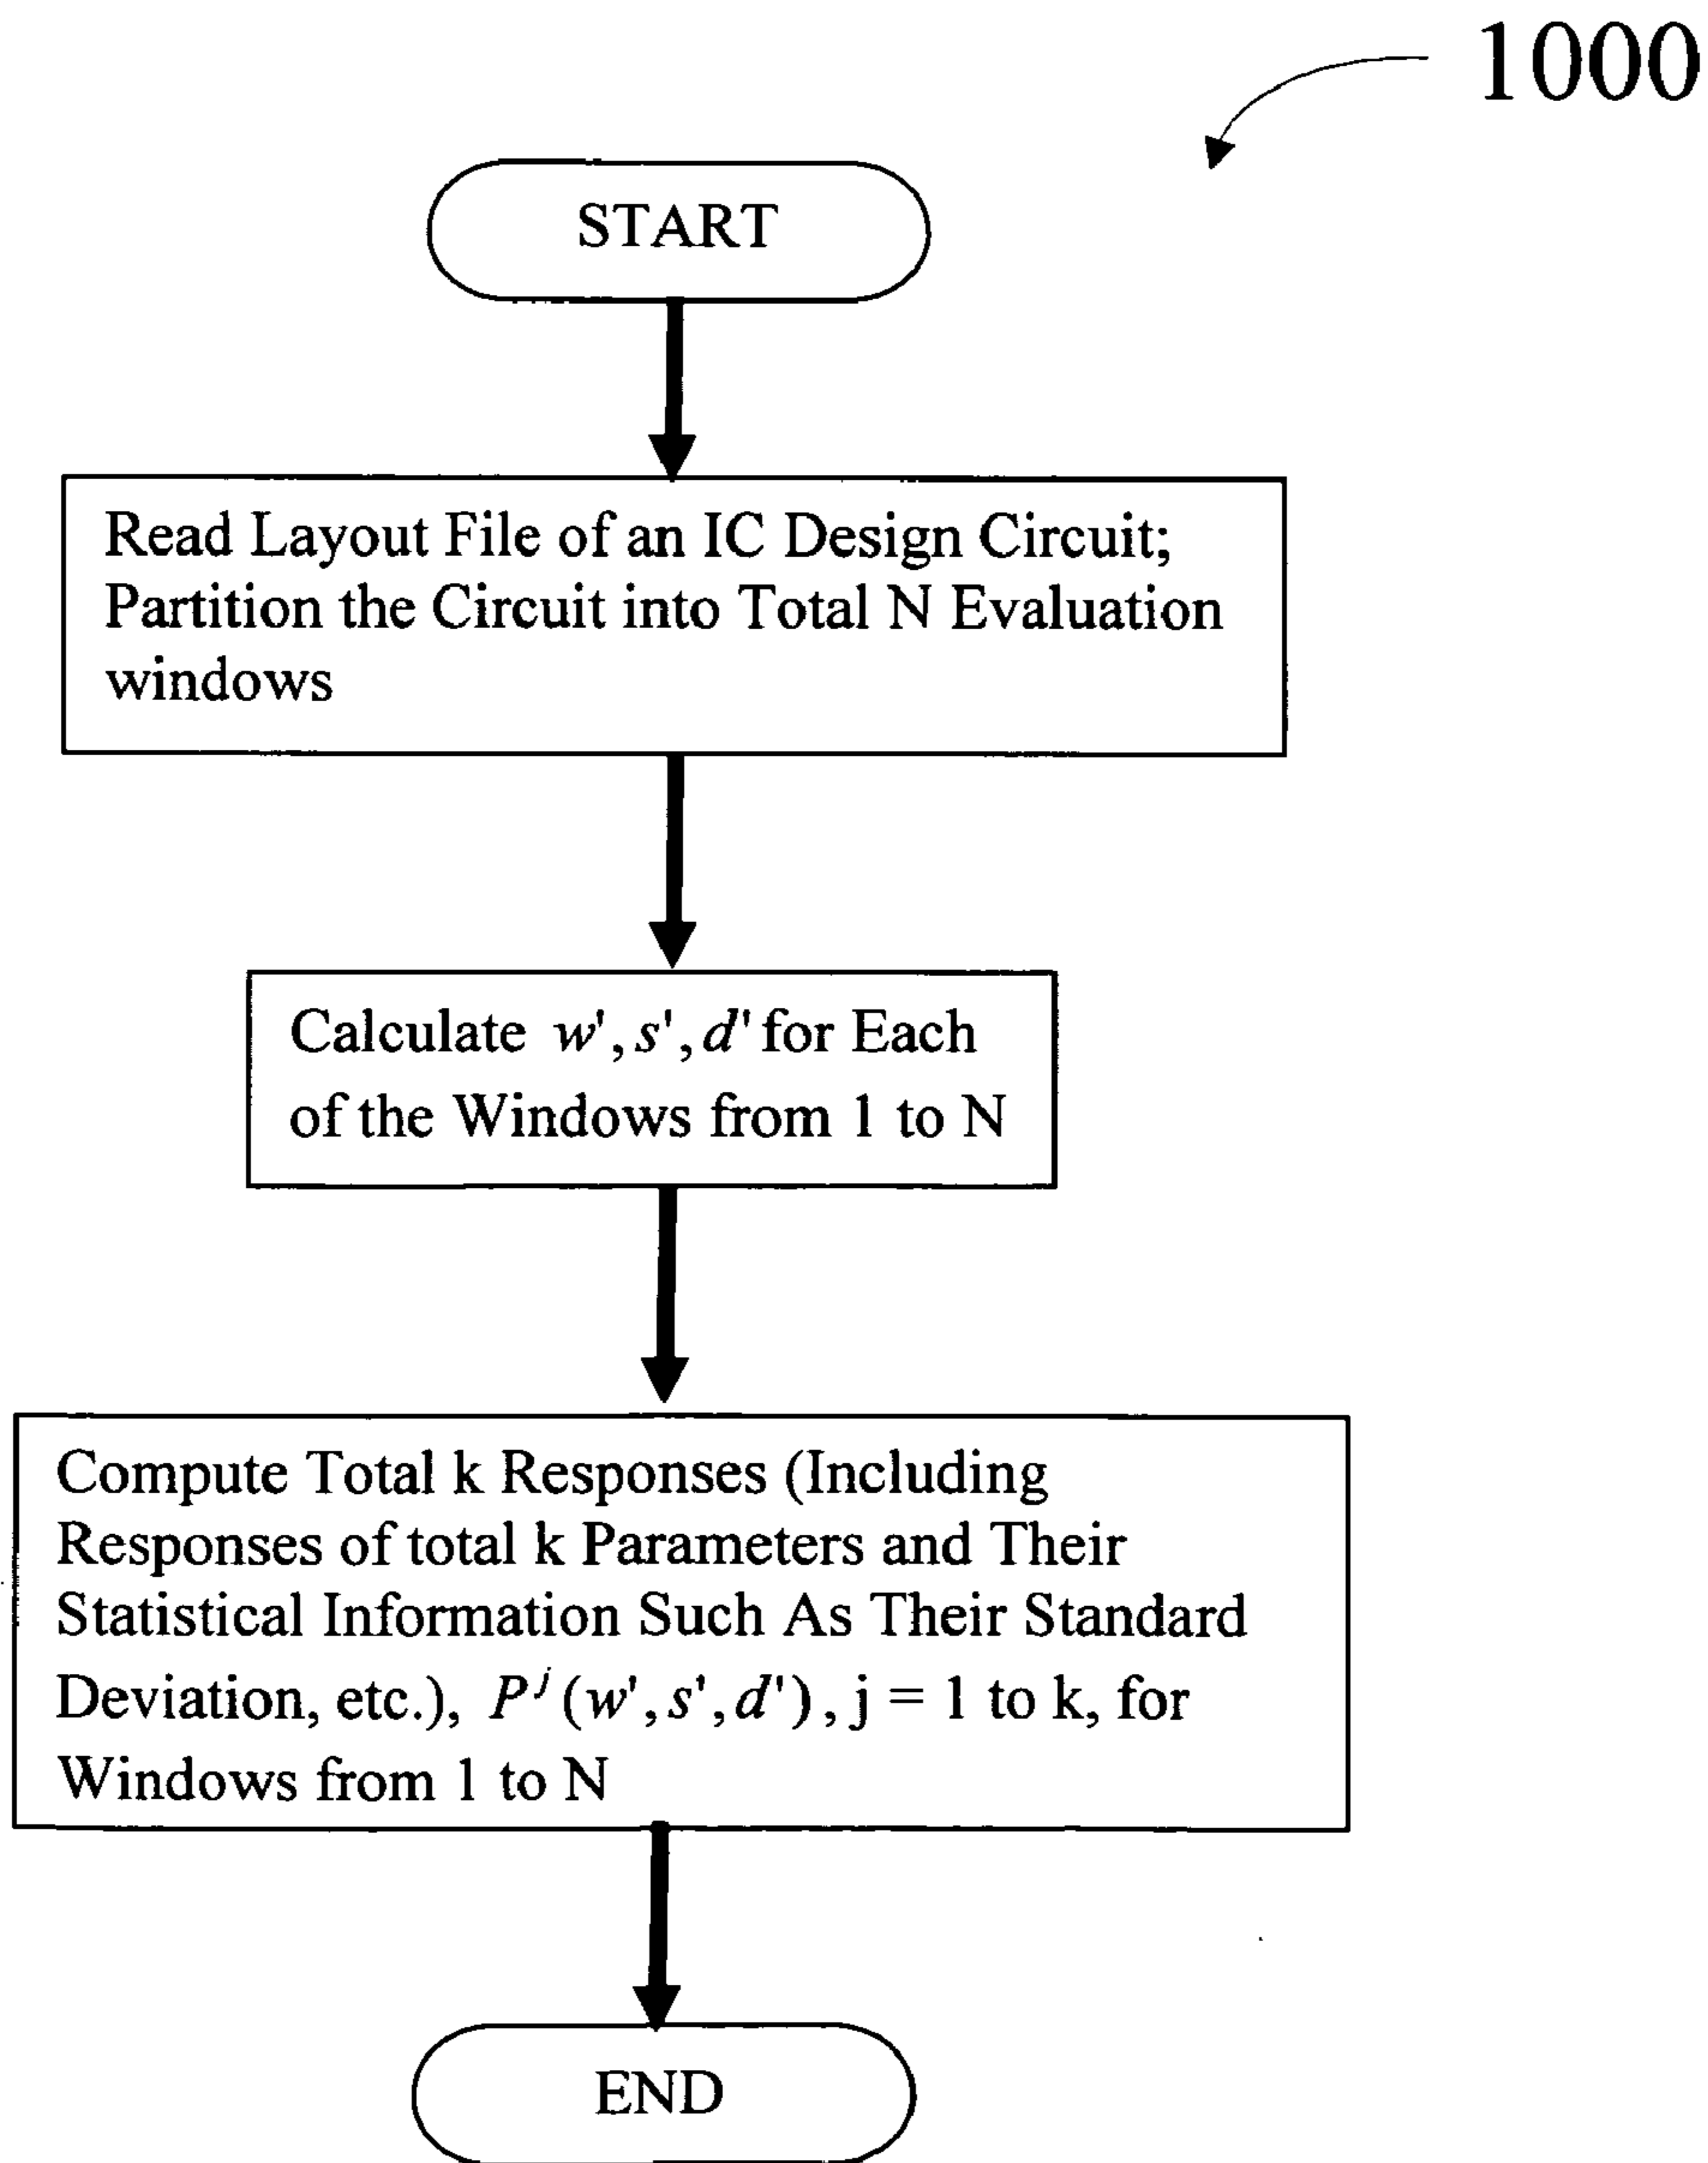 1000
START
Read Layout File of an IC Design Circuit;
Partition the Circuit into Total N Evaluation
windows
Calculate w', s', d' for Each
of the Windows from 1 to N
Compute Total k Responses (Including
Responses of total k Parameters and Their
Statistical Information Such As Their Standard
Deviation, etc.), P^j (w', s', d'), j = 1 to k, for
Windows from 1 to N
END